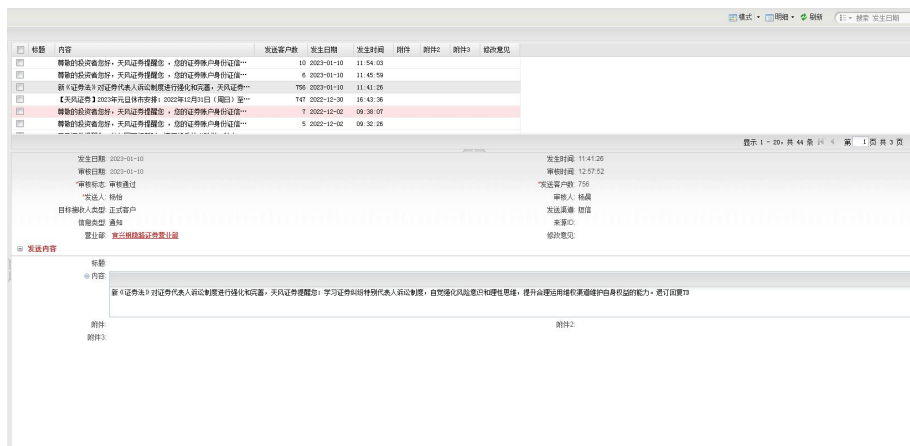 模式 明细 刷新 搜索 发生日期
标题 内容 发送客户数 发生日期 发生时间 附件 附件2 附件3 修改意见
尊敬的投资者您好，天风证券提醒您，您的证券账户身份证信… 10 2023-01-10 11:54:03
尊敬的投资者您好，天风证券提醒您，您的证券账户身份证信… 6 2023-01-10 11:45:59
新《证券法》对证券代表人诉讼制度进行强化和完善，天风证券… 756 2023-01-10 11:41:26
【天风证券】2023年元旦休市安排：2022年12月31日（周日）至… 747 2022-12-30 16:43:36
尊敬的投资者您好，天风证券提醒您，您的证券账户身份证信… 7 2022-12-02 09:38:07
尊敬的投资者您好，天风证券提醒您，您的证券账户身份证信… 5 2022-12-02 09:32:26
显示 1 - 20，共 44 条 第 1 页 共 3 页
发生日期: 2023-01-10 发生时间: 11:41:26
审核日期: 2023-01-10 审核时间: 12:57:52
*审核标志: 审核通过 *发送客户数: 756
*发送人: 杨怡 审核人: 杨晨
目标接收人类型: 正式客户 发送渠道: 短信
信息类型: 通知 来源ID:
营业部: 宜兴荆路证券营业部 修改意见:
发送内容
标题:
内容:
新《证券法》对证券代表人诉讼制度进行强化和完善，天风证券提醒您：学习证券纠纷特别代表人诉讼制度，自觉强化风险意识和理性思维，提升合理运用维权渠道维护自身权益的能力。退订回复TD
附件: 附件2:
附件3: